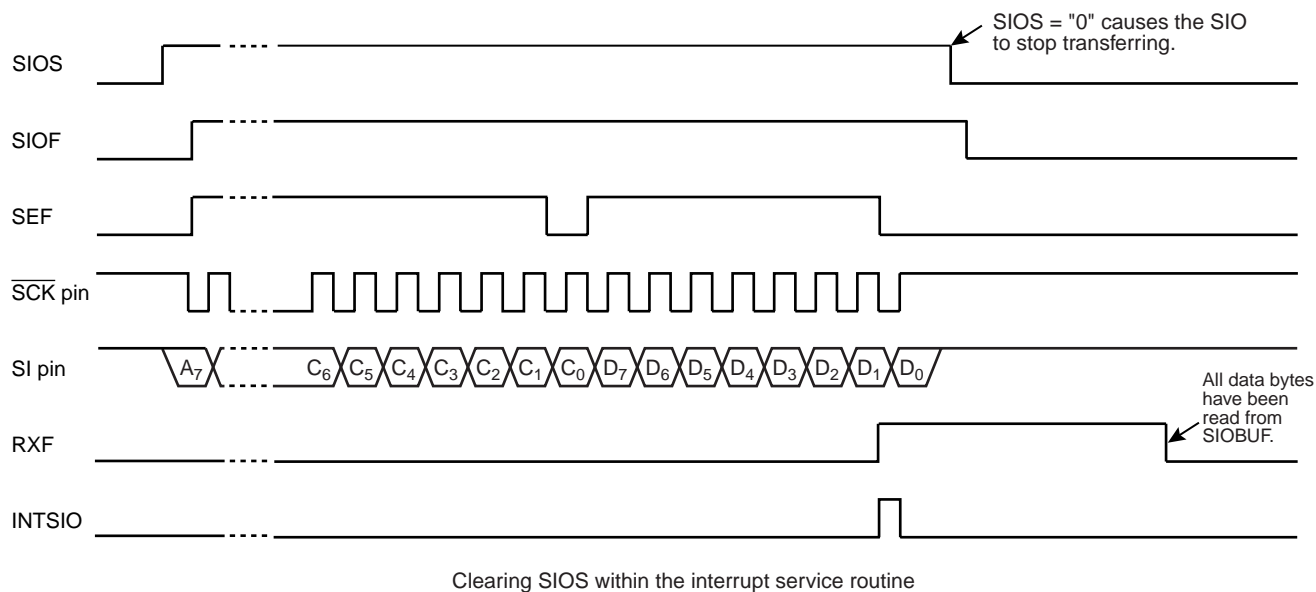 SIOS = "0" causes the SIO
to stop transferring.
SIOS
SIOF
SEF
SCK pin
SI pin
A7
C6 C5 C4 C3 C2 C1 C0 D7 D6 D5 D4 D3 D2 D1 D0
All data bytes
have been
read from
SIOBUF.
RXF
INTSIO
Clearing SIOS within the interrupt service routine